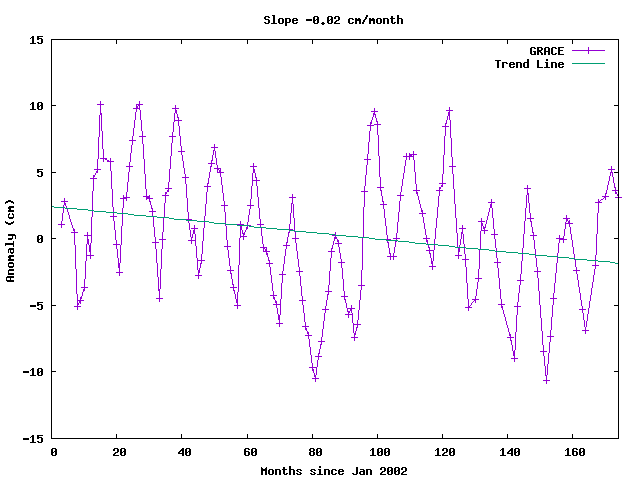 Slope -0.02 cm/month
GRACE
Trend Line
15
10
5
0
-5
-10
-15
Anomaly (cm)
0 20 40 60 80 100 120 140 160
Months since Jan 2002